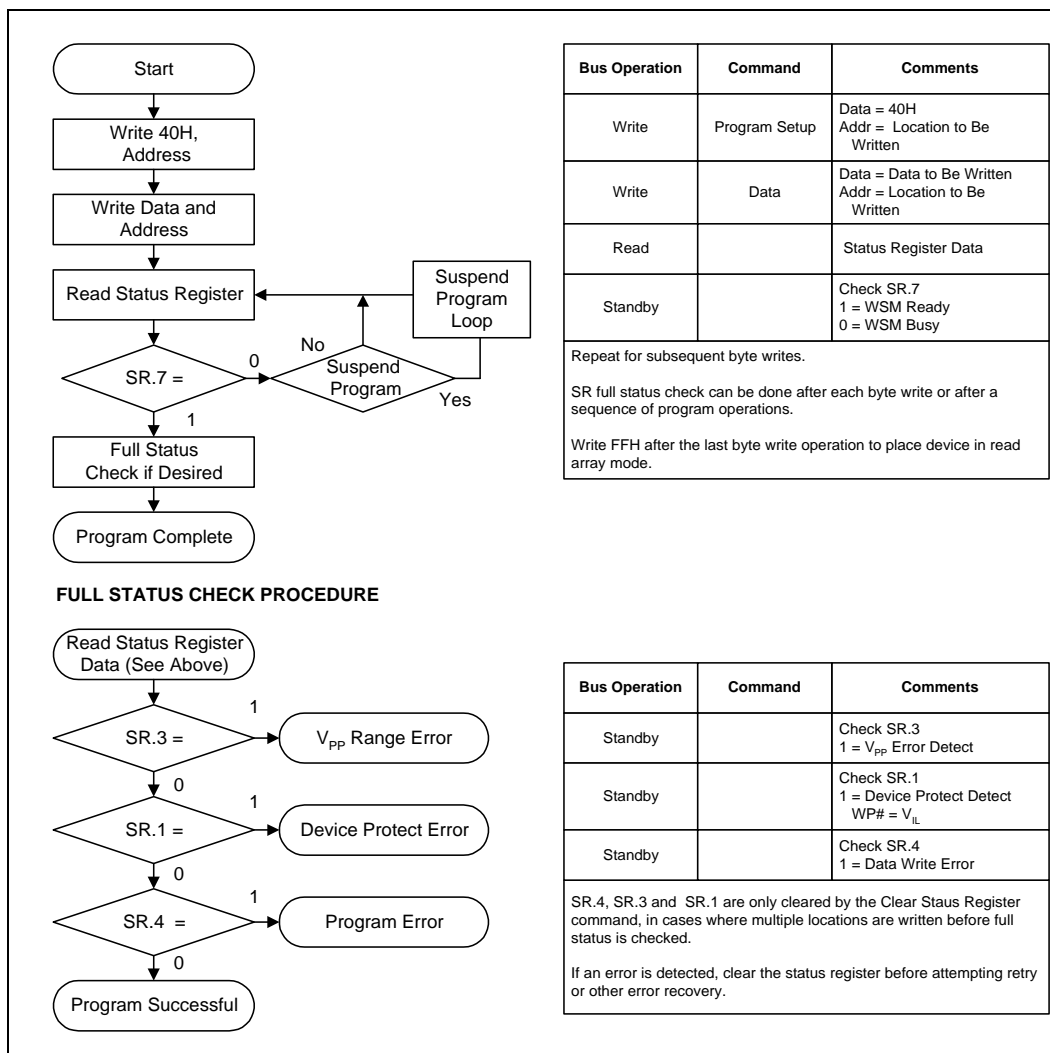 Start
Write 40H,
Address
Write Data and
Address
Read Status Register
Suspend
Program
Loop
No
0
SR.7 =
Suspend
Program
Yes
1
Full Status
Check if Desired
Program Complete
Bus Operation Command Comments
Write Program Setup Data = 40H
Addr = Location to Be
Written
Write Data Data = Data to Be Written
Addr = Location to Be
Written
Read Status Register Data
Standby Check SR.7
1 = WSM Ready
0 = WSM Busy
Repeat for subsequent byte writes.
SR full status check can be done after each byte write or after a
sequence of program operations.
Write FFH after the last byte write operation to place device in read
array mode.
FULL STATUS CHECK PROCEDURE
Read Status Register
Data (See Above)
1
SR.3 =
VPP Range Error
0
1
SR.1 =
Device Protect Error
0
1
SR.4 =
Program Error
0
Program Successful
Bus Operation Command Comments
Standby Check SR.3
1 = VPP Error Detect
Standby Check SR.1
1 = Device Protect Detect
WP# = VIL
Standby Check SR.4
1 = Data Write Error
SR.4, SR.3 and SR.1 are only cleared by the Clear Staus Register
command, in cases where multiple locations are written before full
status is checked.
If an error is detected, clear the status register before attempting retry
or other error recovery.